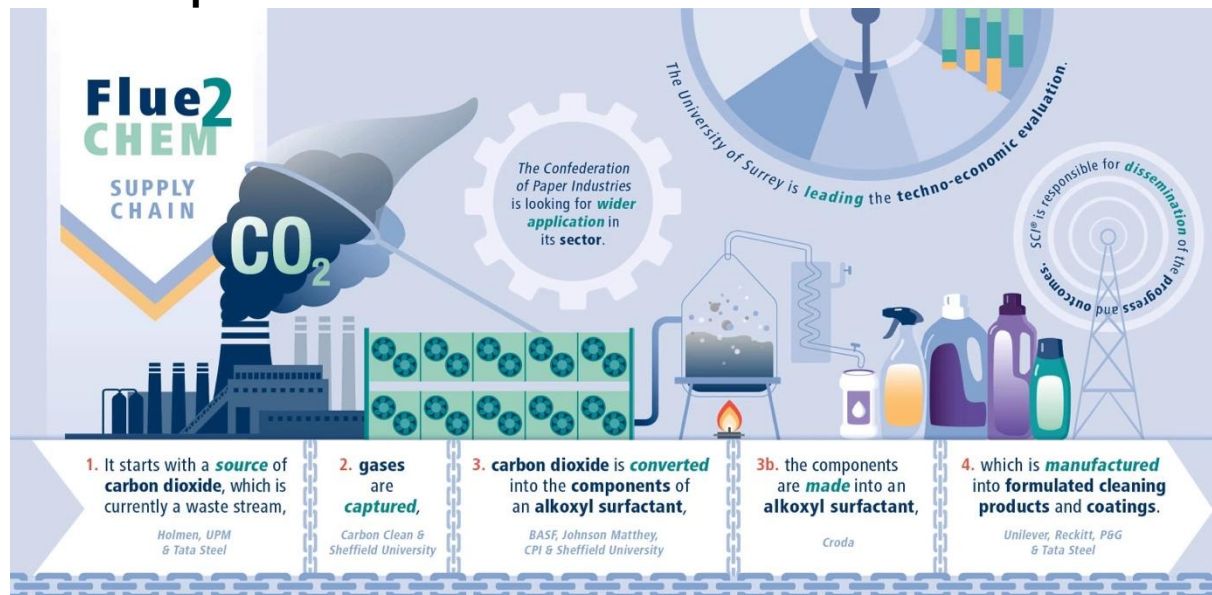 Flue2
CHEM
SUPPLY
CHAIN
CO2
The Confederation
of Paper Industries
is looking for wider
application in
its sector.
The University of Surrey is leading the techno-economic evaluation.
SCI® is responsible for dissemination of the progress and outcomes.
1. It starts with a source of
carbon dioxide, which is
currently a waste stream,
Holmen, UPM
& Tata Steel
2. gases
are
captured,
Carbon Clean &
Sheffield University
3. carbon dioxide is converted
into the components of
an alkoxyl surfactant,
BASF, Johnson Matthey,
CPI & Sheffield University
3b. the components
are made into an
alkoxyl surfactant,
Croda
4. which is manufactured
into formulated cleaning
products and coatings.
Unilever, Reckitt, P&G
& Tata Steel